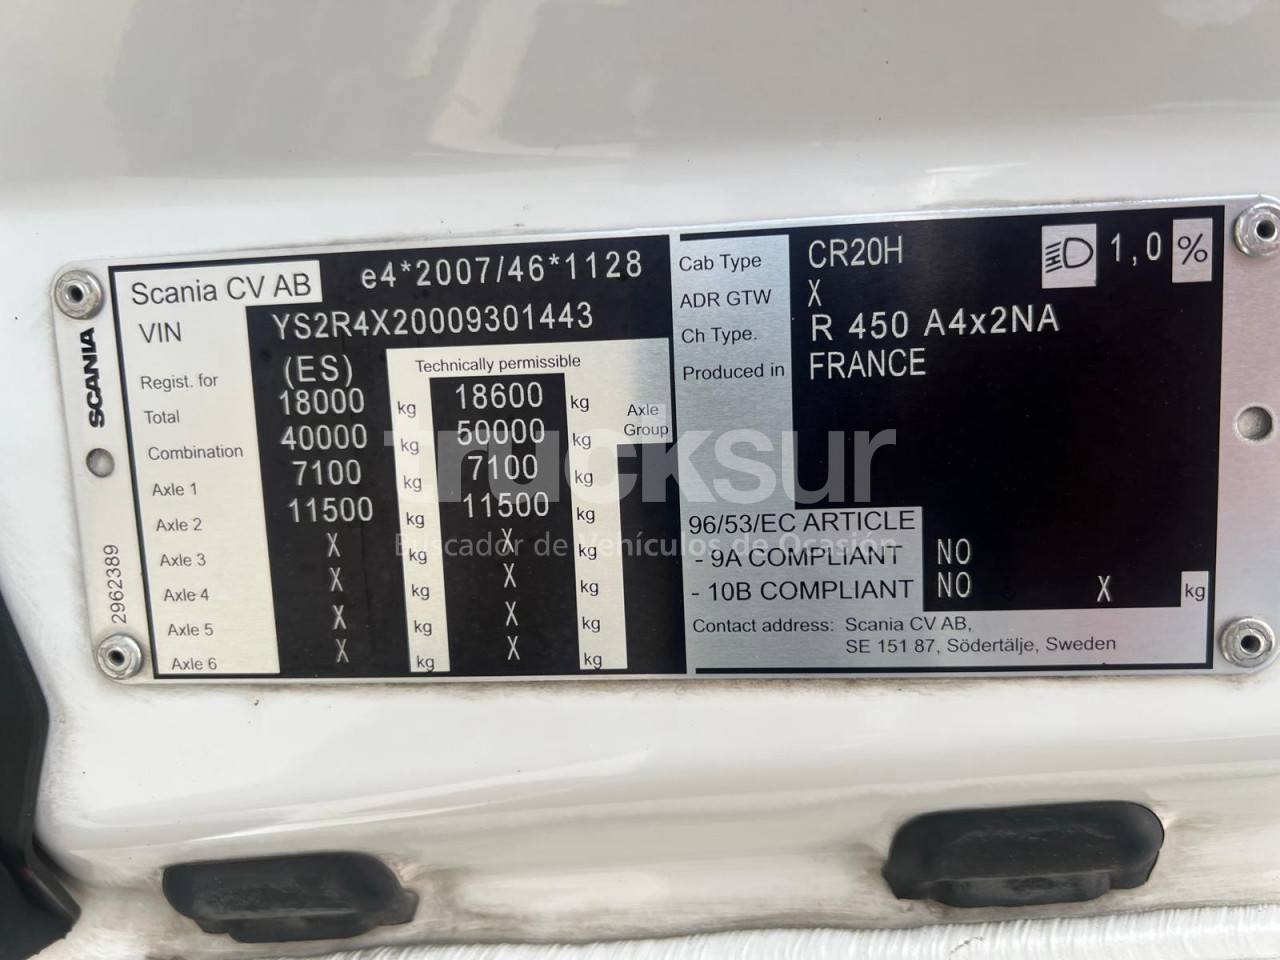 SCANIA
2962389
Scania CV AB e4*2007/46*1128
VIN YS2R4X20009301443
Regist. for (ES) Technically permissible
Total 18000 kg 18600 kg Axle Group
Combination 40000 kg 50000 kg
Axle 1 7100 kg 7100 kg
Axle 2 11500 kg 11500 kg
Axle 3 X kg X kg
Axle 4 X kg X kg
Axle 5 X kg X kg
Axle 6 X kg X kg
Cab Type CR20H 1,0 %
ADR GTW X
Ch Type. R 450 A4x2NA
Produced in FRANCE
96/53/EC ARTICLE
- 9A COMPLIANT NO
- 10B COMPLIANT NO X kg
Contact address: Scania CV AB,
SE 151 87, Södertälje, Sweden
trucksur
Buscador de Vehículos de Ocasión